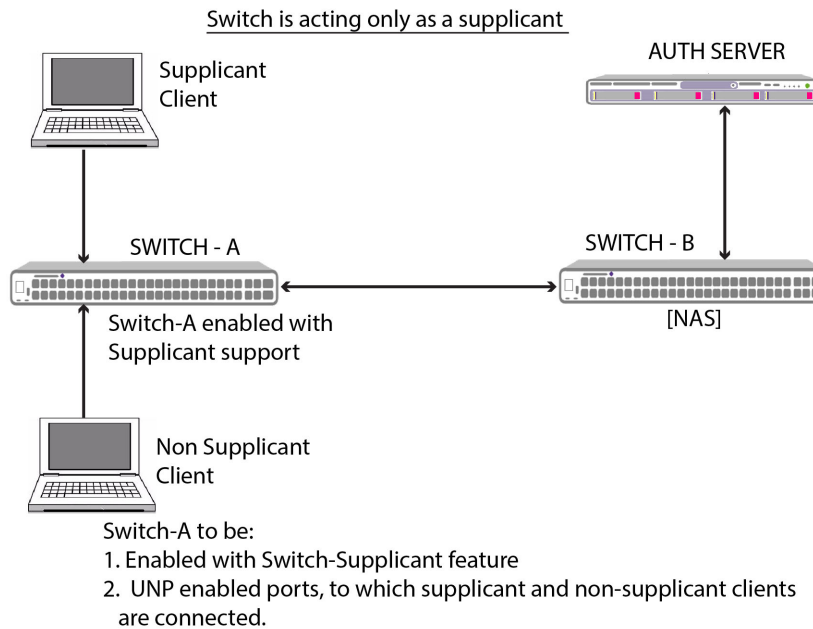 Switch is acting only as a supplicant
AUTH SERVER
Supplicant
Client
SWITCH - A
SWITCH - B
Switch-A enabled with
Supplicant support
[NAS]
Non Supplicant
Client
Switch-A to be:
1. Enabled with Switch-Supplicant feature
2. UNP enabled ports, to which supplicant and non-supplicant clients
are connected.